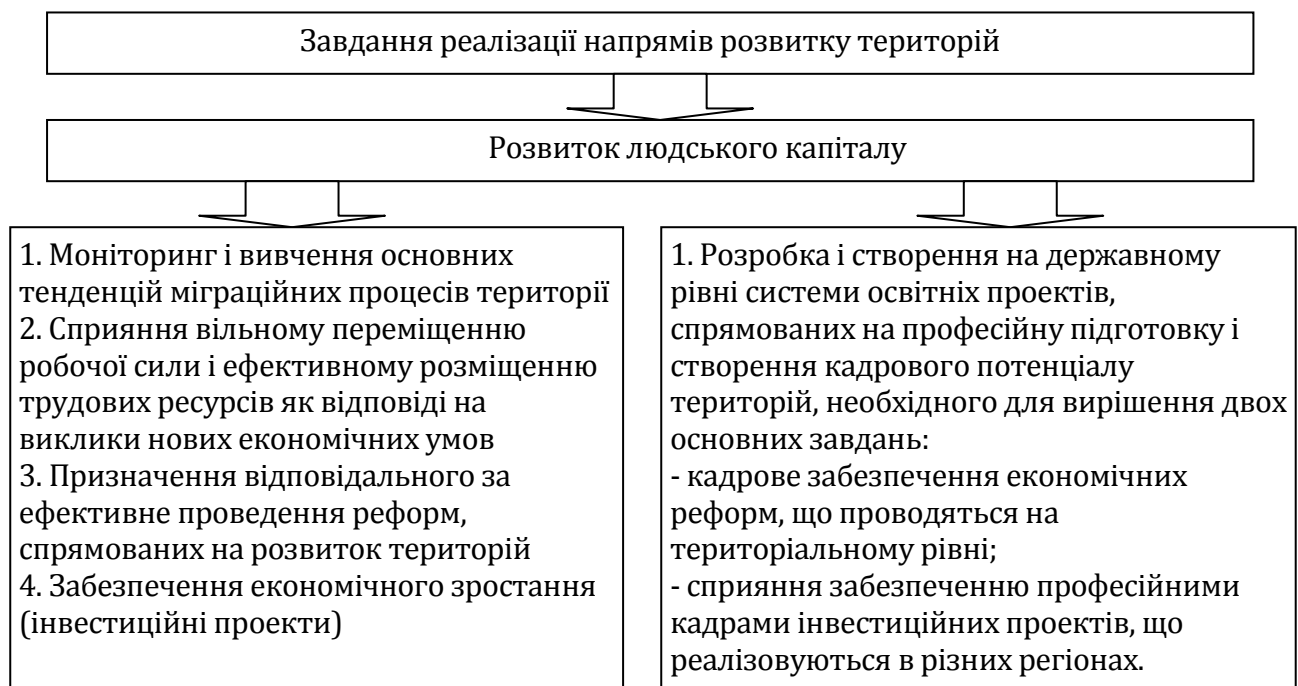 Завдання реалізації напрямів розвитку територій
Розвиток людського капіталу
1. Моніторинг і вивчення основних
тенденцій міграційних процесів території
2. Сприяння вільному переміщенню
робочої сили і ефективному розміщенню
трудових ресурсів як відповіді на
виклики нових економічних умов
3. Призначення відповідального за
ефективне проведення реформ,
спрямованих на розвиток територій
4. Забезпечення економічного зростання
(інвестиційні проекти)
1. Розробка і створення на державному
рівні системи освітніх проектів,
спрямованих на професійну підготовку і
створення кадрового потенціалу
територій, необхідного для вирішення двох
основних завдань:
- кадрове забезпечення економічних
реформ, що проводяться на
територіальному рівні;
- сприяння забезпеченню професійними
кадрами інвестиційних проектів, що
реалізовуються в різних регіонах.